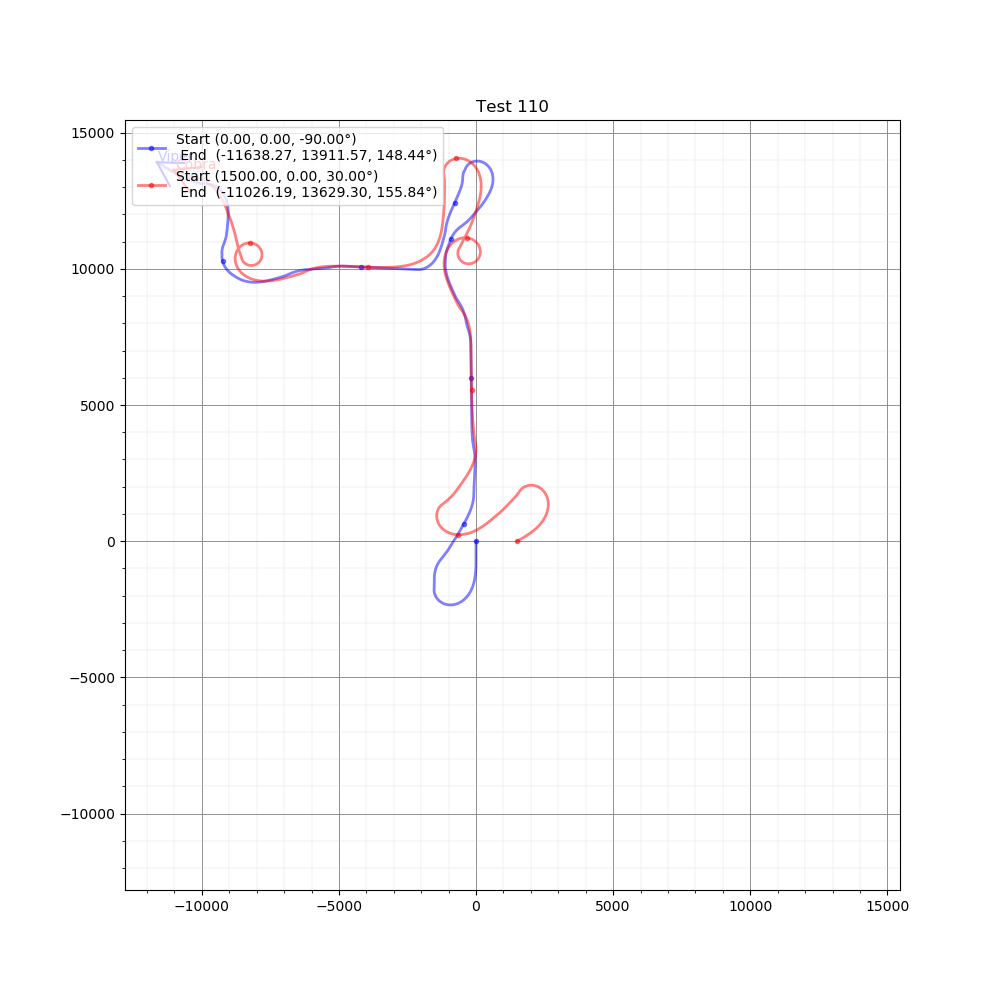 Test 110
Start (0.00, 0.00, -90.00°)
End  (-11638.27, 13911.57, 148.44°)
Start (1500.00, 0.00, 30.00°)
End  (-11026.19, 13629.30, 155.84°)
15000
10000
5000
0
−5000
−10000
−10000
−5000
0
5000
10000
15000